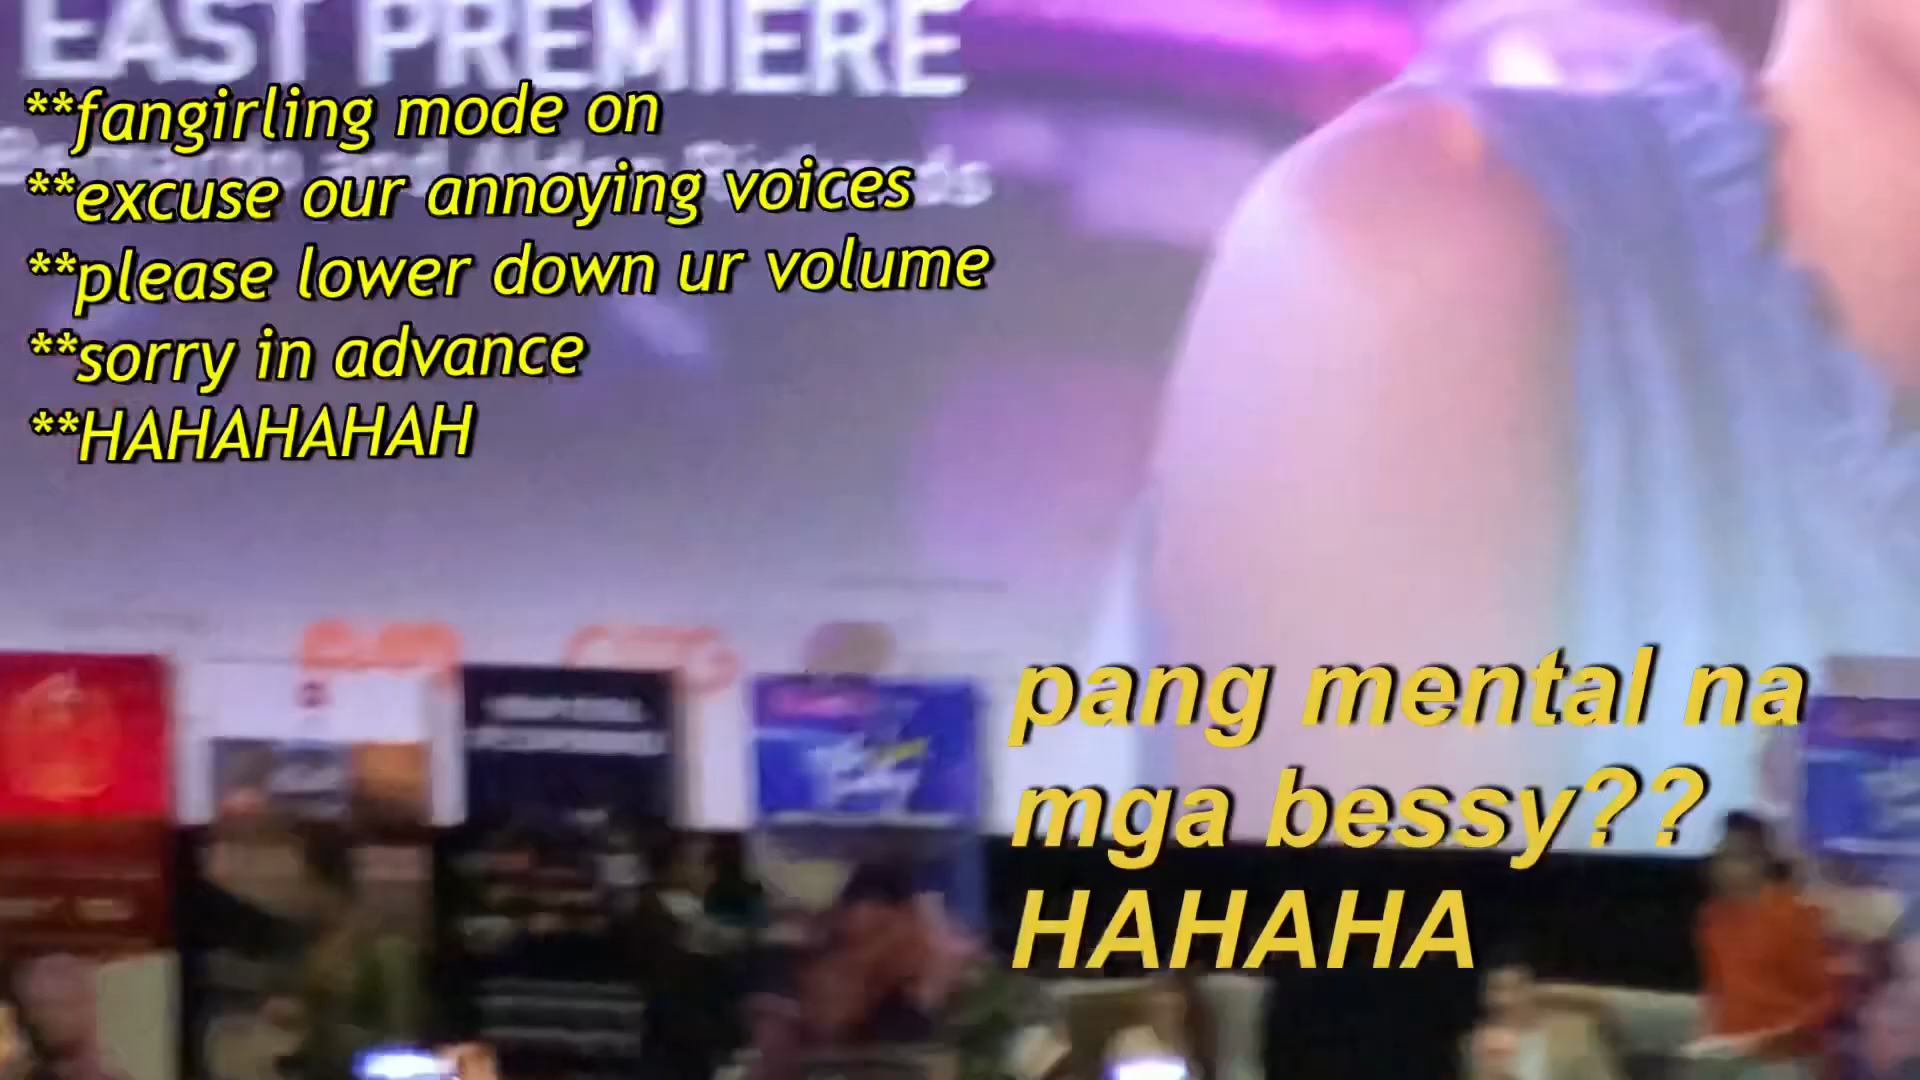 EAST PREMIERE
**fangirling mode on
**excuse our annoying voices
**please lower down ur volume
**sorry in advance
**HAHAHAHAH
pang mental na
mga bessy??
HAHAHA